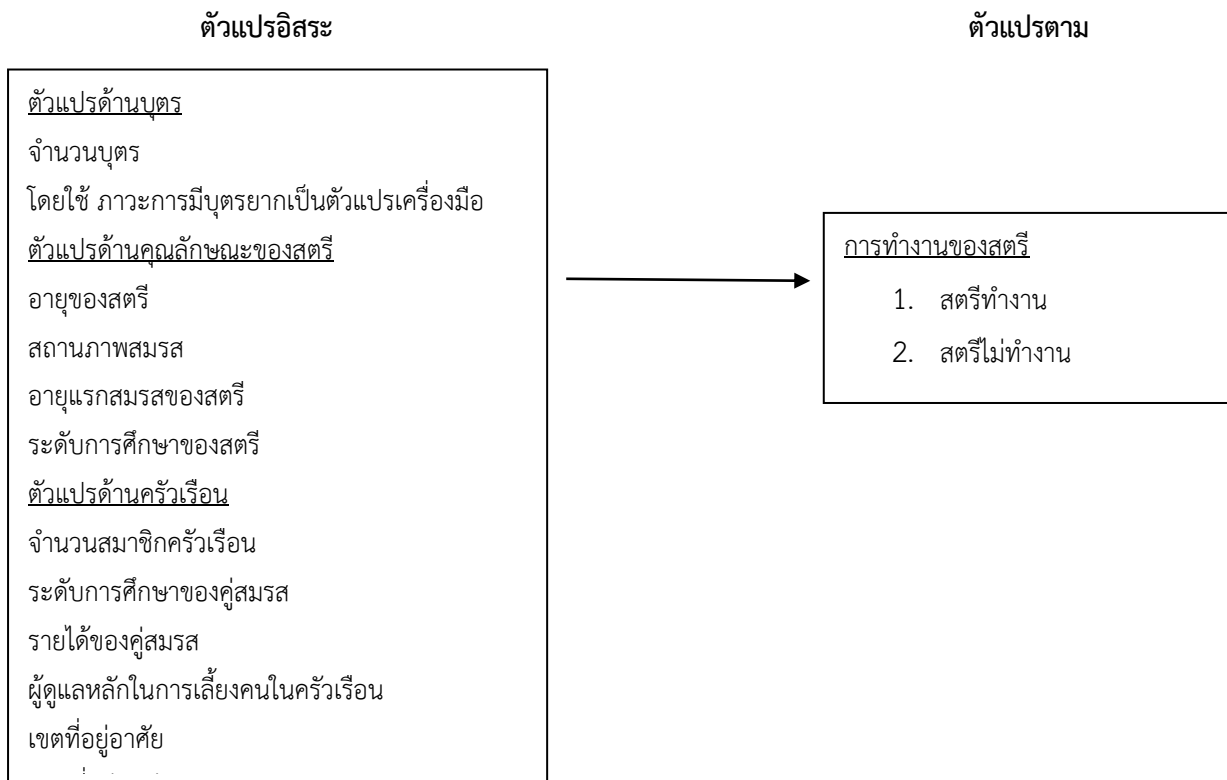 ตัวแปรอิสระ
ตัวแปรตาม
ตัวแปรด้านบุตร
จำนวนบุตร
โดยใช้ ภาวะการมีบุตรยากเป็นตัวแปรเครื่องมือ
ตัวแปรด้านคุณลักษณะของสตรี
อายุของสตรี
สถานภาพสมรส
อายุแรกสมรสของสตรี
ระดับการศึกษาของสตรี
ตัวแปรด้านครัวเรือน
จำนวนสมาชิกครัวเรือน
ระดับการศึกษาของคู่สมรส
รายได้ของคู่สมรส
ผู้ดูแลหลักในการเลี้ยงคนในครัวเรือน
เขตที่อยู่อาศัย
การทำงานของสตรี
1. สตรีทำงาน
2. สตรีไม่ทำงาน